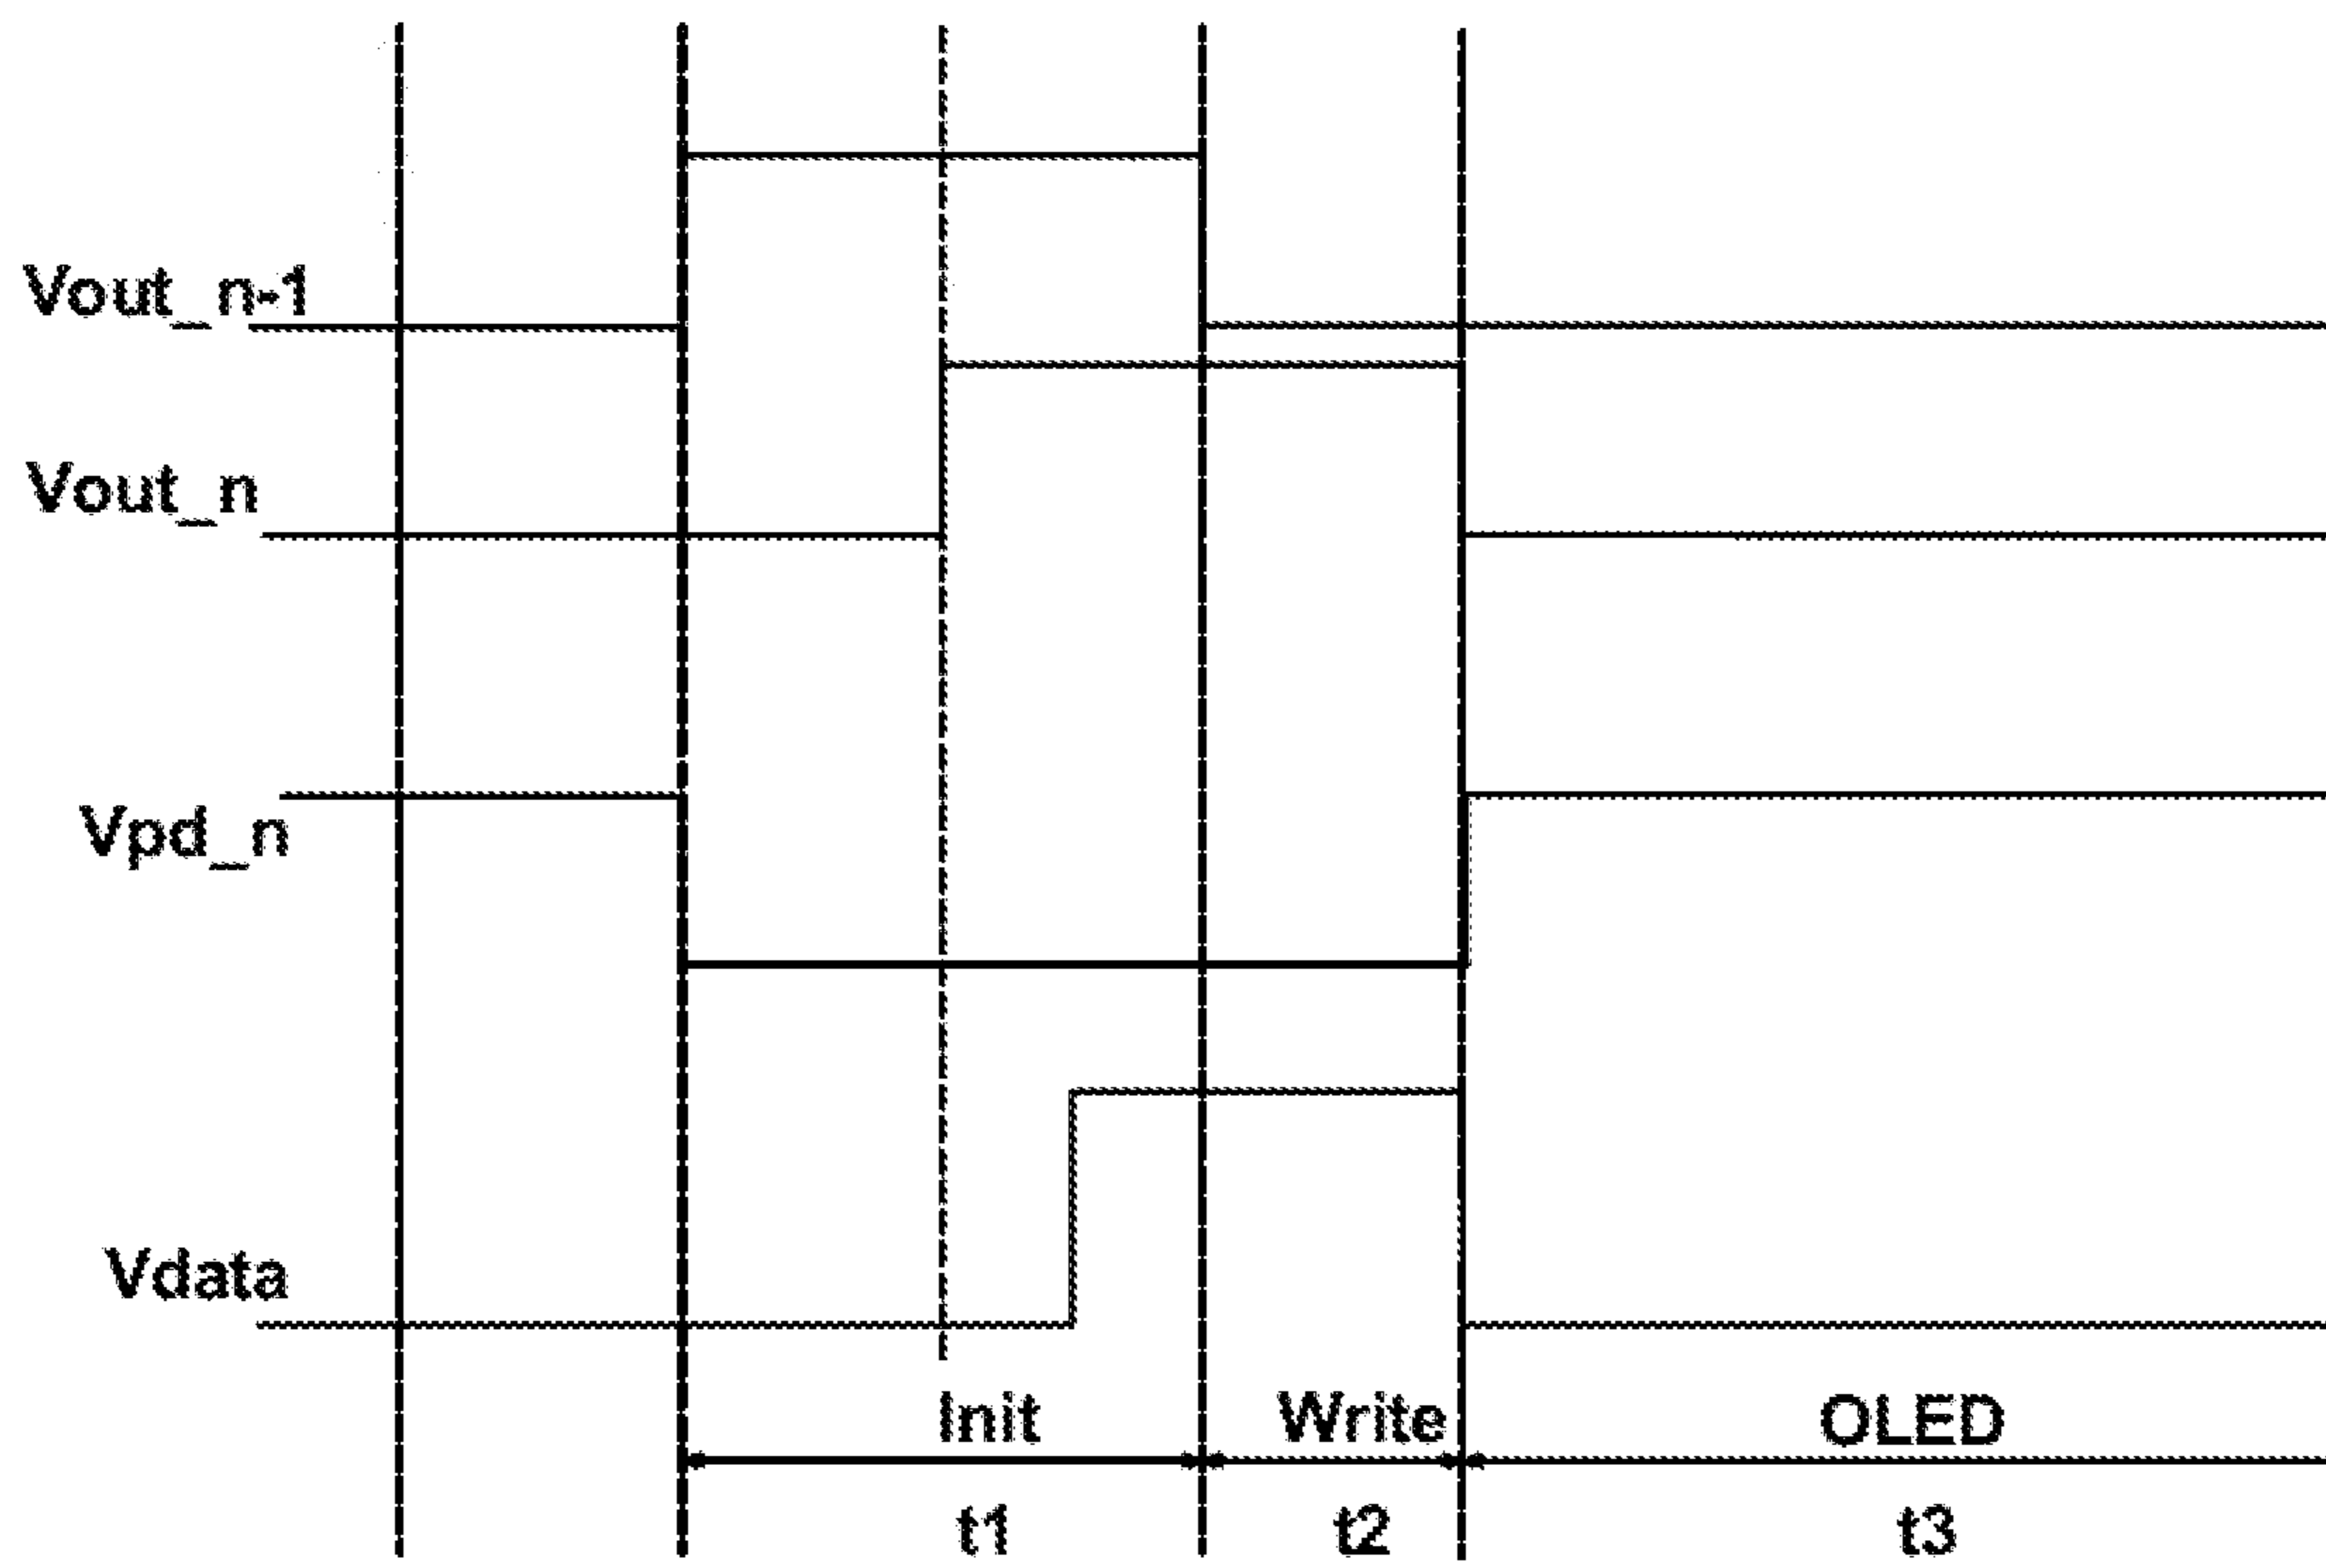 Vout_n-1
Vout_n
Vpd_n
Vdata
Init Write OLED
t1 t2 t3